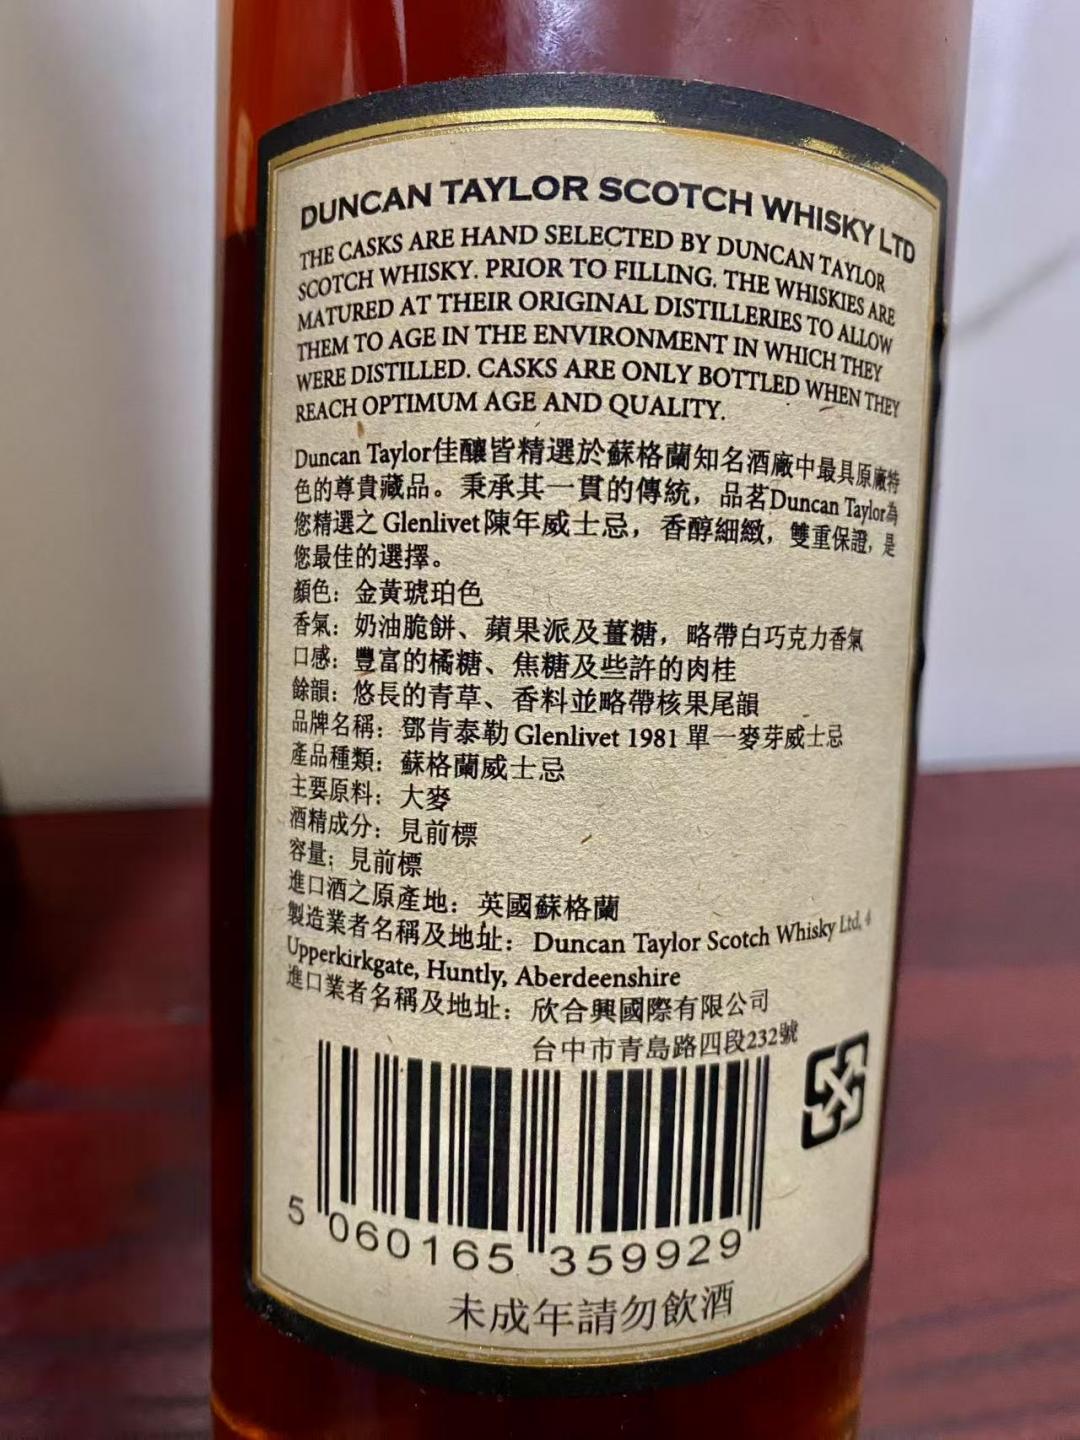 DUNCAN TAYLOR SCOTCH WHISKY LTD
THE CASKS ARE HAND SELECTED BY DUNCAN TAYLOR
SCOTCH WHISKY. PRIOR TO FILLING. THE WHISKIES ARE
MATURED AT THEIR ORIGINAL DISTILLERIES TO ALLOW
THEM TO AGE IN THE ENVIRONMENT IN WHICH THEY
WERE DISTILLED. CASKS ARE ONLY BOTTLED WHEN THEY
REACH OPTIMUM AGE AND QUALITY.
Duncan Taylor佳釀皆精選於蘇格蘭知名酒廠中最具原廠特
色的尊貴藏品。秉承其一貫的傳統，品茗Duncan Taylor為
您精選之 Glenlivet陳年威士忌，香醇細緻，雙重保證，是
您最佳的選擇。
顏色：金黃琥珀色
香氣：奶油脆餅、蘋果派及薑糖，略帶白巧克力香氣
口感：豐富的橘糖、焦糖及些許的肉桂
餘韻：悠長的青草、香料並略帶核果尾韻
品牌名稱：鄧肯泰勒 Glenlivet 1981 單一麥芽威士忌
產品種類：蘇格蘭威士忌
主要原料：大麥
酒精成分：見前標
容量：見前標
進口酒之原產地：英國蘇格蘭
製造業者名稱及地址：Duncan Taylor Scotch Whisky Ltd, 4
Upperkirkgate, Huntly, Aberdeenshire
進口業者名稱及地址：欣合興國際有限公司
台中市青島路四段232號
5 060165 359929
未成年請勿飲酒